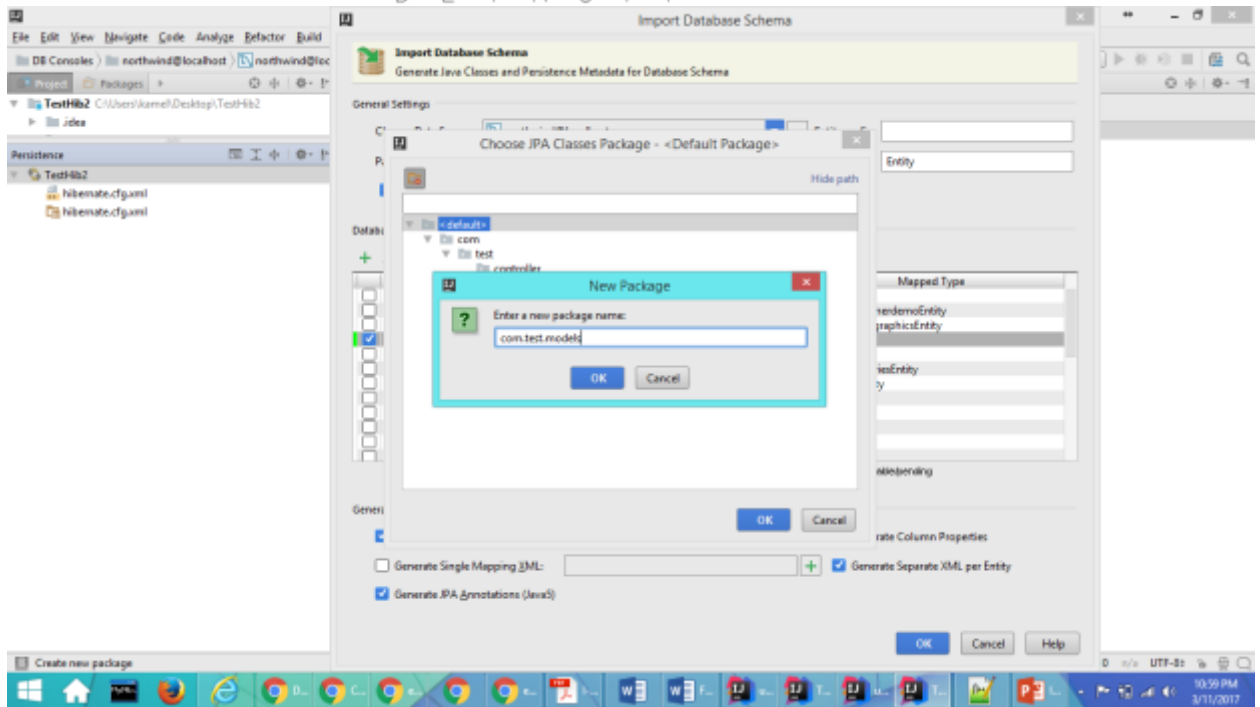 Import Database Schema
File Edit View Navigate Code Analyze Refactor Build
DB Consoles northwind@localhost northwind@loc
Import Database Schema
Generate Java Classes and Persistence Metadata for Database Schema
Project Packages
TestHib2 C:\Users\kamel\Desktop\TestHib2
.idea
General Settings
Choose JPA Classes Package - <Default Package>
Persistence
Entity
TestHib2
hibernate.cfg.xml
hibernate.cfg.xml
Hide path
<default>
Databa
com
test
controller
New Package
Mapped Type
Enter a new package name:
nerdemoEntity
raphicsEntity
com.test.models
OK Cancel
riesEntity
Gener
OK Cancel
rate Column Properties
Generate Single Mapping XML:
Generate Separate XML per Entity
Generate JPA Annotations (Java5)
OK Cancel Help
Create new package
n/a UTF-8
10:59 PM
3/11/2017